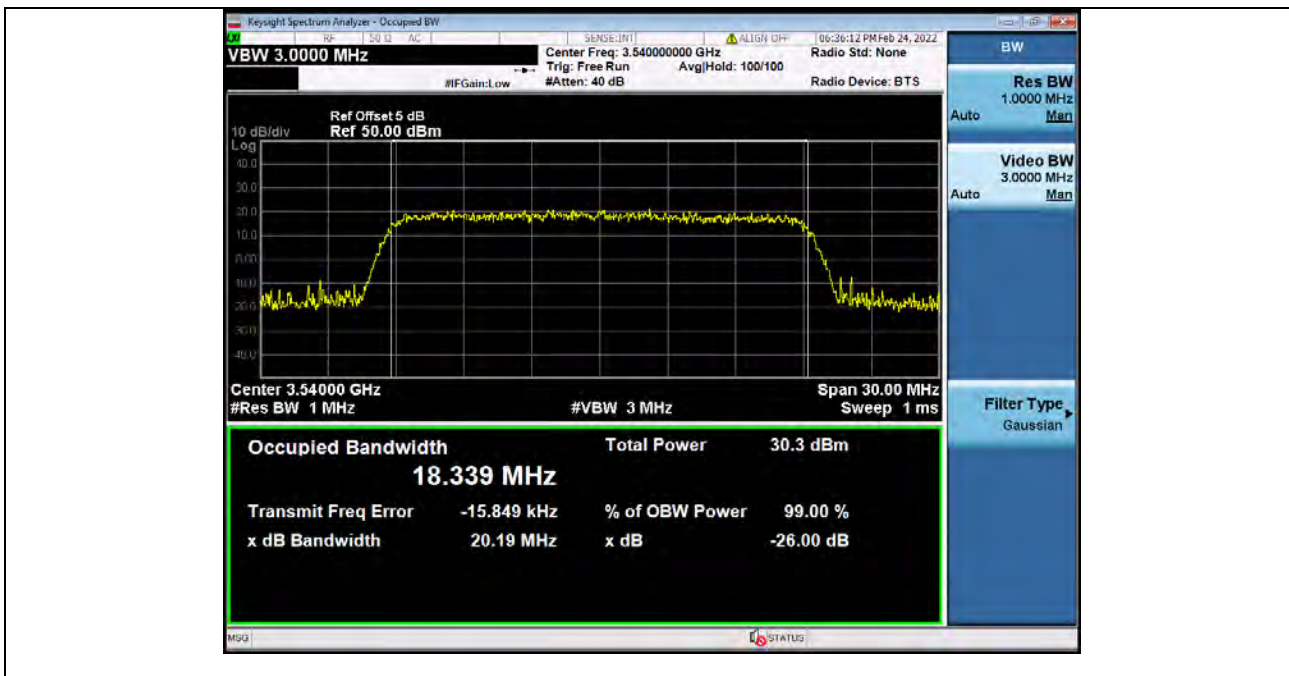 Keysight Spectrum Analyzer - Occupied BW
LXI RF 50 Ω AC SENSE:INT ALIGN OFF 06:36:12 PM Feb 24, 2022
VBW 3.0000 MHz
Center Freq: 3.540000000 GHz
Radio Std: None
Trig: Free Run Avg|Hold: 100/100
#IFGain:Low
#Atten: 40 dB
Radio Device: BTS
BW
Res BW
1.0000 MHz
Auto Man
Video BW
3.0000 MHz
Auto Man
Filter Type
Gaussian
Ref Offset 5 dB
10 dB/div Ref 50.00 dBm
Log
40.0
30.0
20.0
10.0
0.00
-10.0
-20.0
-30.0
-40.0
Center 3.54000 GHz Span 30.00 MHz
#Res BW 1 MHz #VBW 3 MHz Sweep 1 ms
Occupied Bandwidth Total Power 30.3 dBm
18.339 MHz
Transmit Freq Error -15.849 kHz % of OBW Power 99.00 %
x dB Bandwidth 20.19 MHz x dB -26.00 dB
MSG STATUS